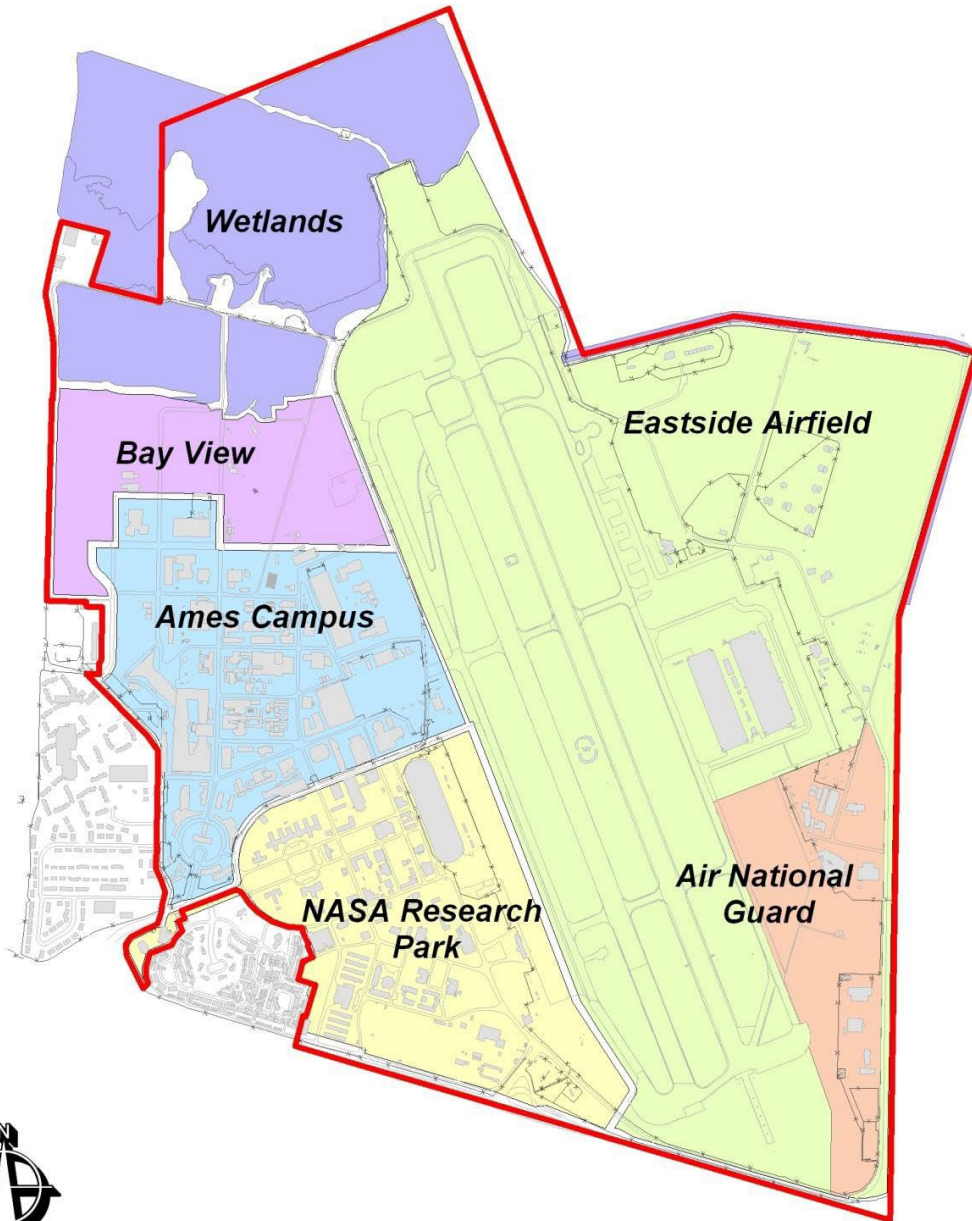 Wetlands
Eastside Airfield
Bay View
Ames Campus
Air National
Guard
NASA Research
Park
N